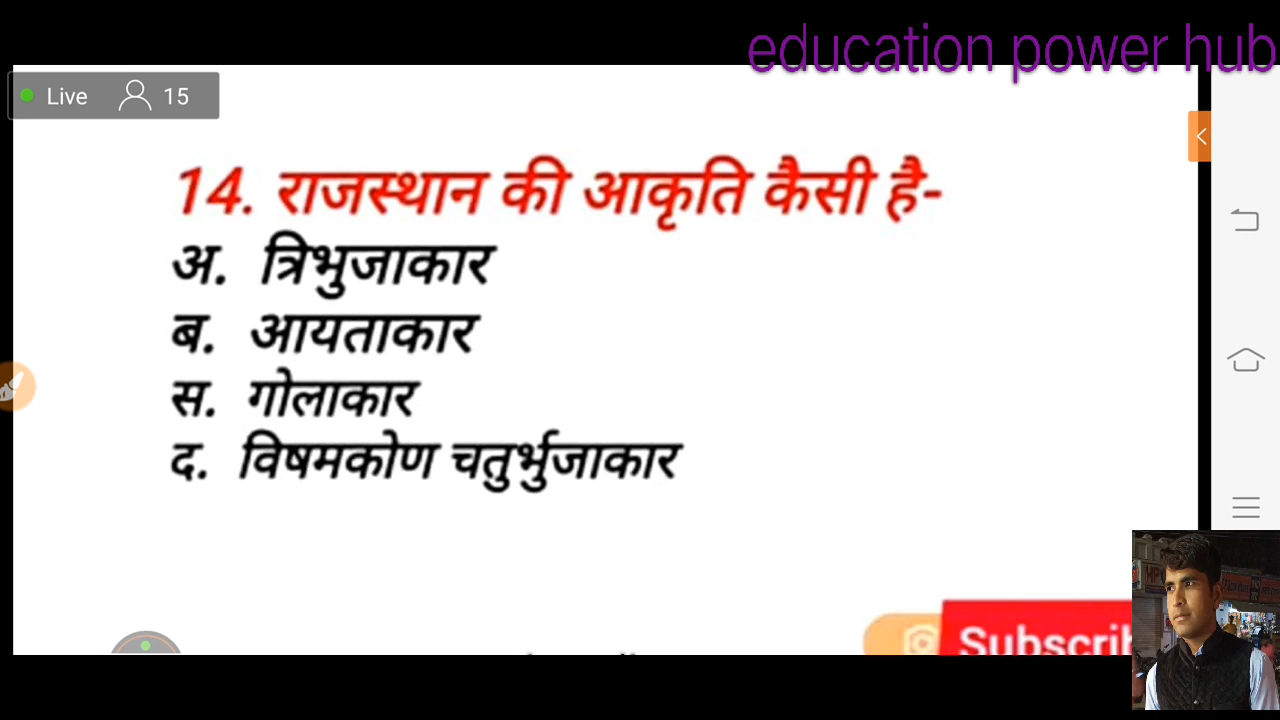 education power hub
Live 15
14. राजस्थान की आकृति कैसी है-
अ. त्रिभुजाकार
ब. आयताकार
स. गोलाकार
द. विषमकोण चतुर्भुजाकार